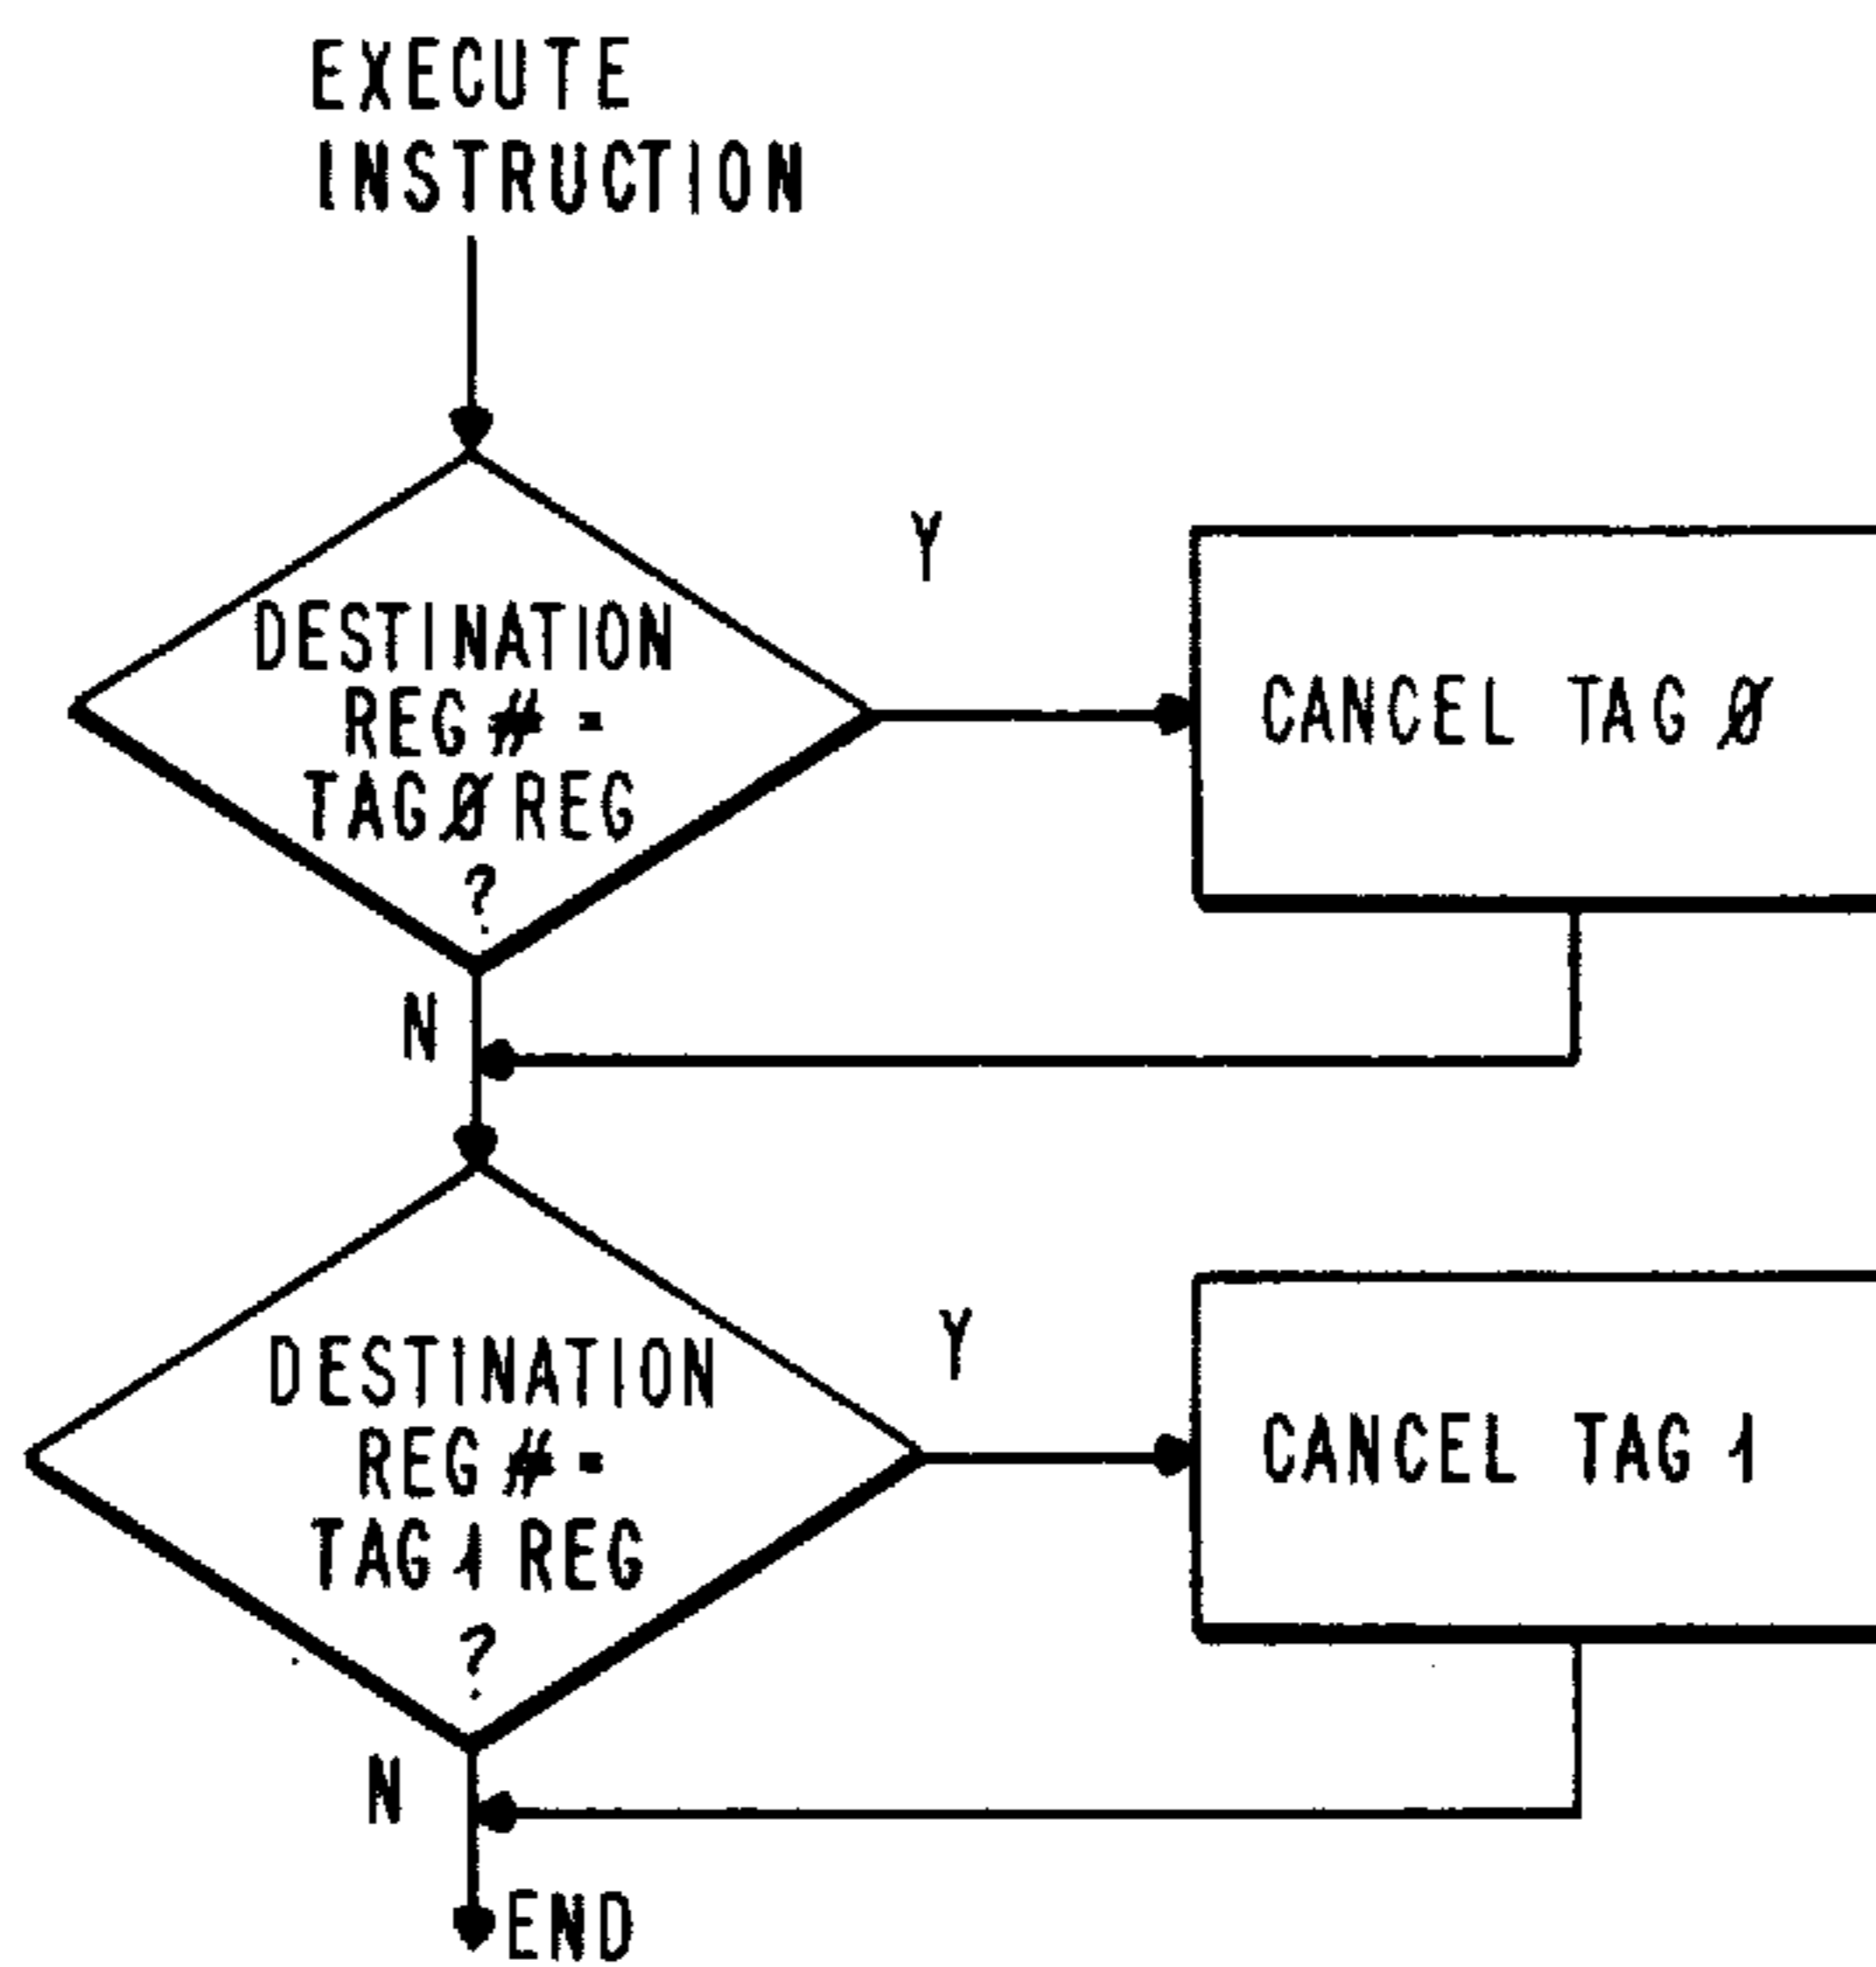 EXECUTE
INSTRUCTION
Y
DESTINATION
REG # =
TAG Ø REG
?
CANCEL TAG Ø
N
Y
DESTINATION
REG # =
TAG 1 REG
?
CANCEL TAG 1
N
END